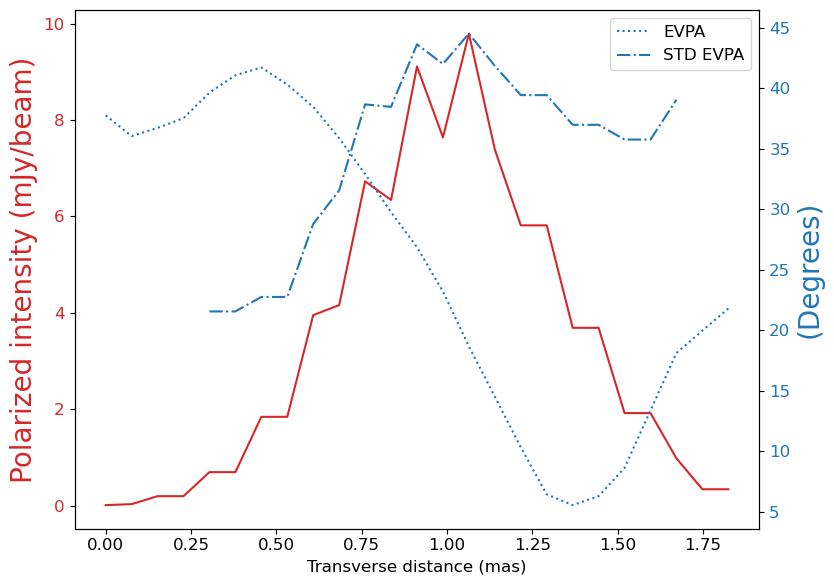 Polarized intensity (mJy/beam)
10
8
6
4
2
0
EVPA
STD EVPA
45
40
35
30
25
20
15
10
5
(Degrees)
0.00 0.25 0.50 0.75 1.00 1.25 1.50 1.75
Transverse distance (mas)